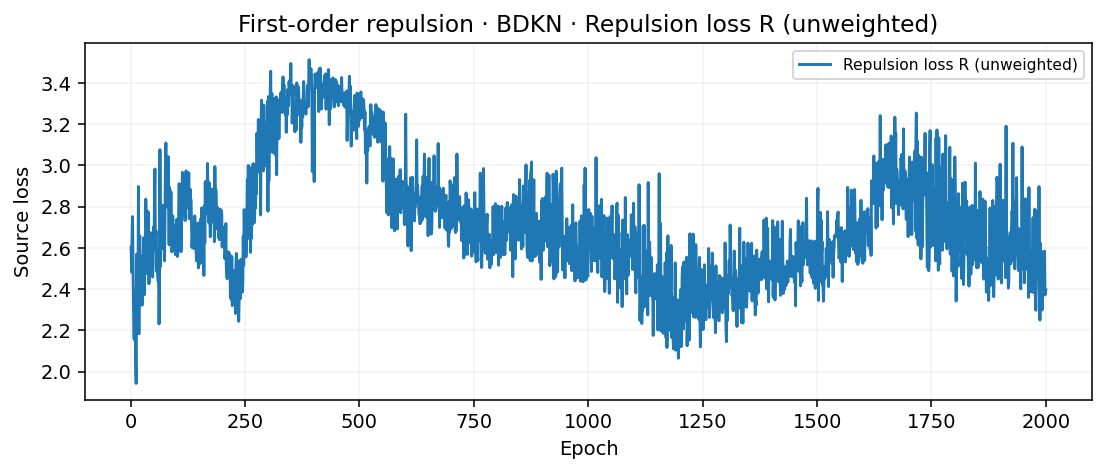 First-order repulsion · BDKN · Repulsion loss R (unweighted)
Repulsion loss R (unweighted)
Source loss
3.4
3.2
3.0
2.8
2.6
2.4
2.2
2.0
0 250 500 750 1000 1250 1500 1750 2000
Epoch